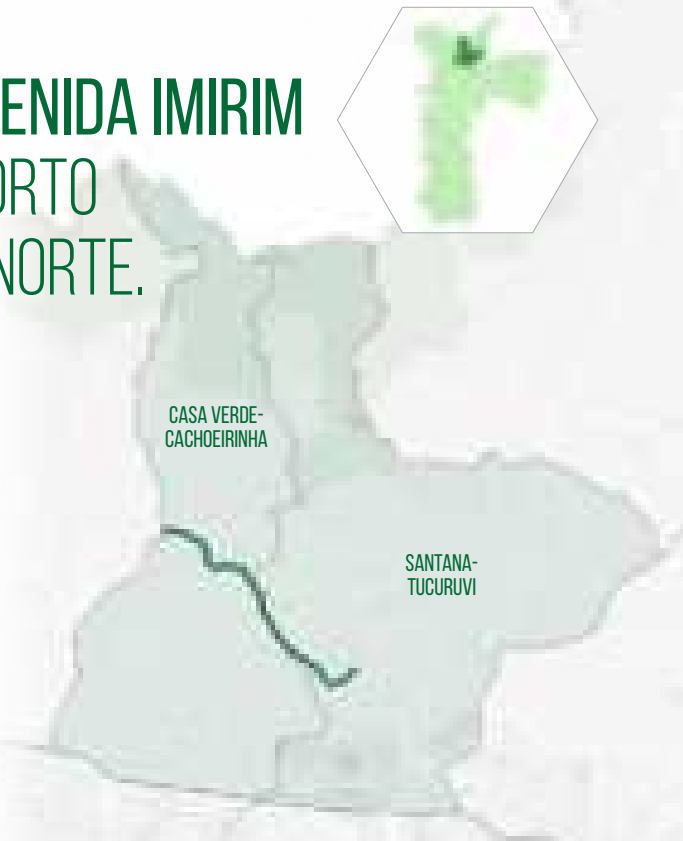 ENIDA IMIRIM
ORTO
NORTE.
CASA VERDE-
CACHOEIRINHA
SANTANA-
TUCURUVI